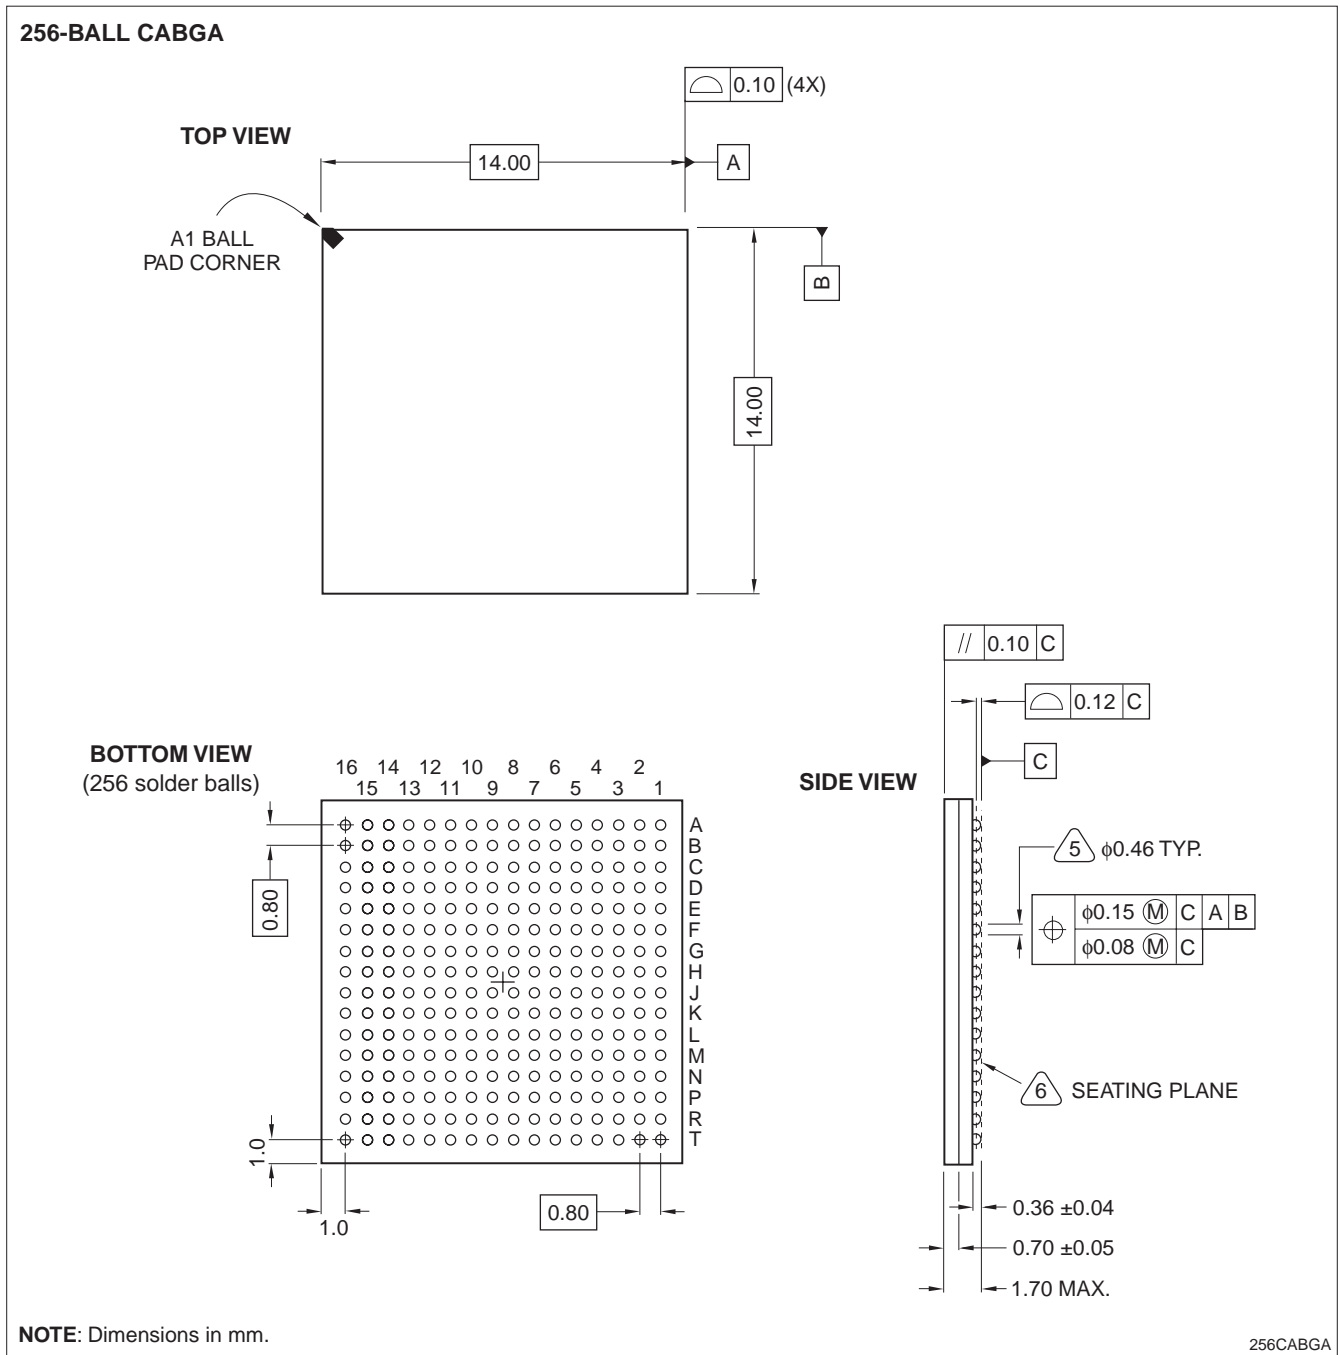 256-BALL CABGA
0.10 (4X)
TOP VIEW
14.00
A
A1 BALL
PAD CORNER
B
14.00
// 0.10 C
0.12 C
C
BOTTOM VIEW
(256 solder balls)
SIDE VIEW
16 14 12 10 8 6 4 2
15 13 11 9 7 5 3 1
A
B
C
D
E
F
G
H
J
K
L
M
N
P
R
T
0.80
1.0
1.0
0.80
5 ϕ0.46 TYP.
ϕ0.15 Ⓜ C A B
ϕ0.08 Ⓜ C
6 SEATING PLANE
0.36 ±0.04
0.70 ±0.05
1.70 MAX.
NOTE: Dimensions in mm.
256CABGA